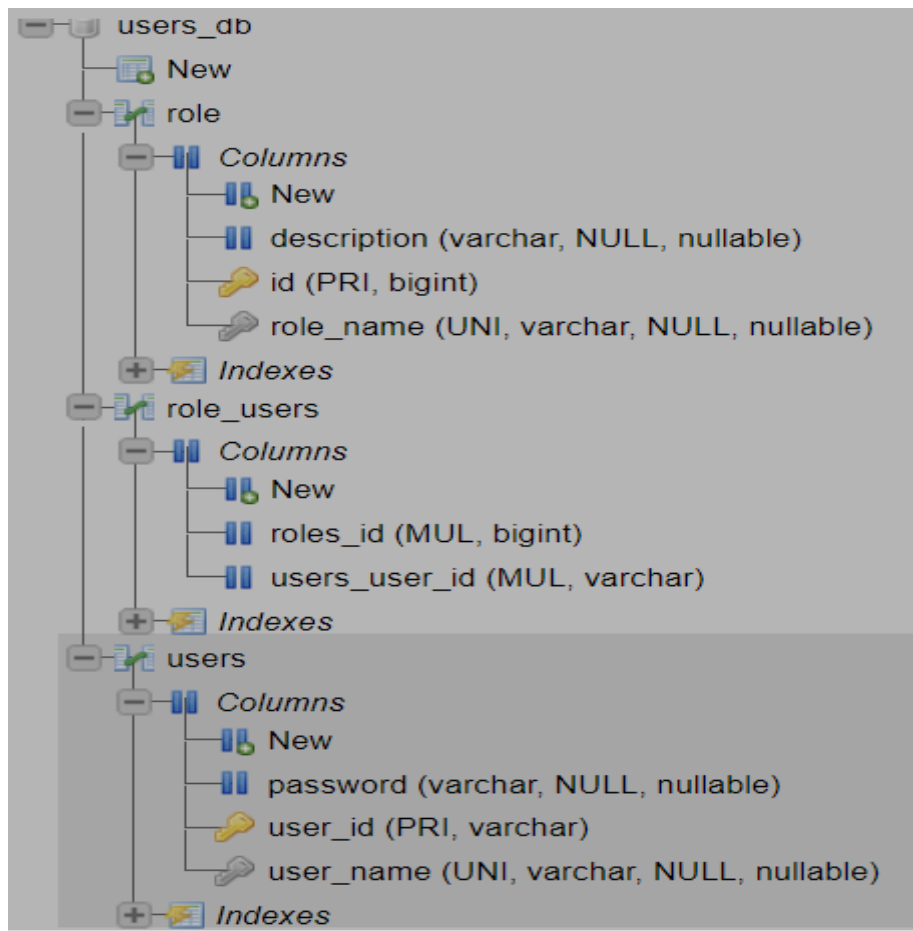 users_db
New
role
Columns
New
description (varchar, NULL, nullable)
id (PRI, bigint)
role_name (UNI, varchar, NULL, nullable)
Indexes
role_users
Columns
New
roles_id (MUL, bigint)
users_user_id (MUL, varchar)
Indexes
users
Columns
New
password (varchar, NULL, nullable)
user_id (PRI, varchar)
user_name (UNI, varchar, NULL, nullable)
Indexes